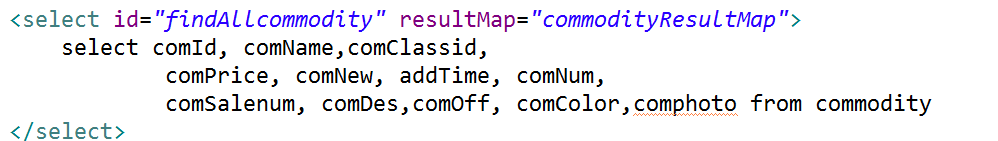 <select id="findAllcommodity" resultMap="commodityResultMap">
select comId, comName,comClassid,
comPrice, comNew, addTime, comNum,
comSalenum, comDes,comOff, comColor,comphoto from commodity
</select>